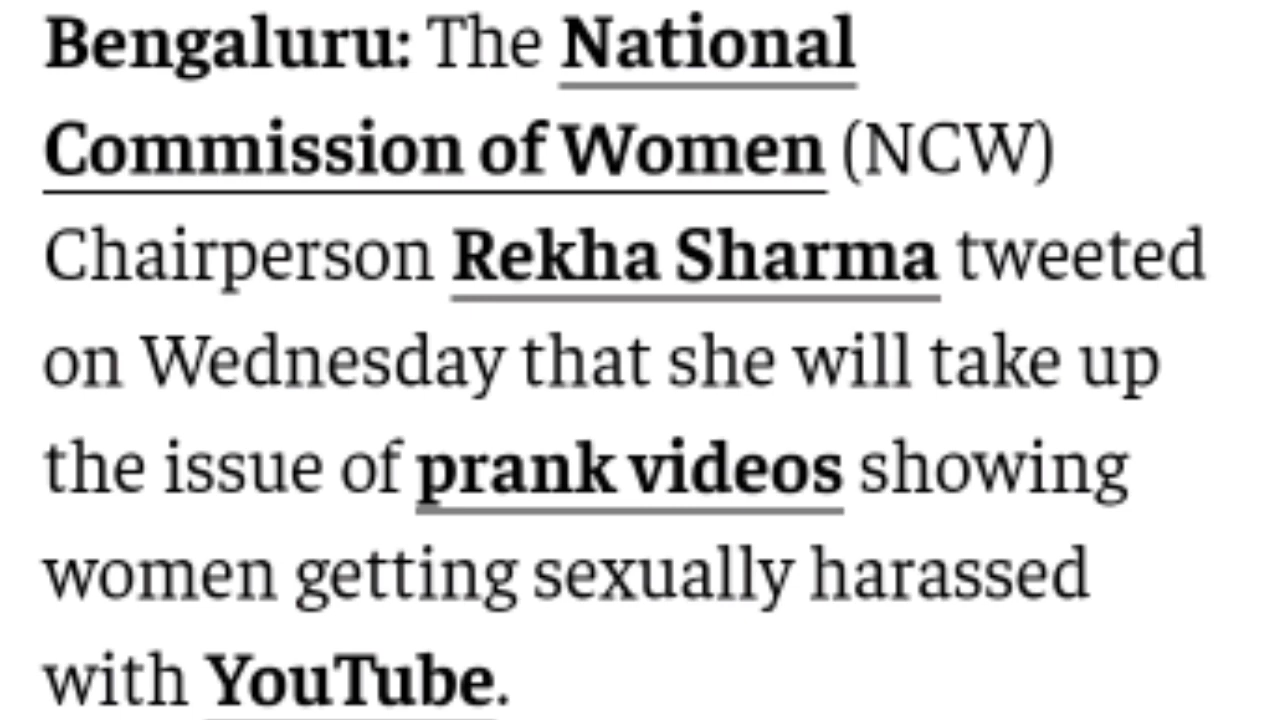 Bengaluru: The National
Commission of Women (NCW)
Chairperson Rekha Sharma tweeted
on Wednesday that she will take up
the issue of prank videos showing
women getting sexually harassed
with YouTube.